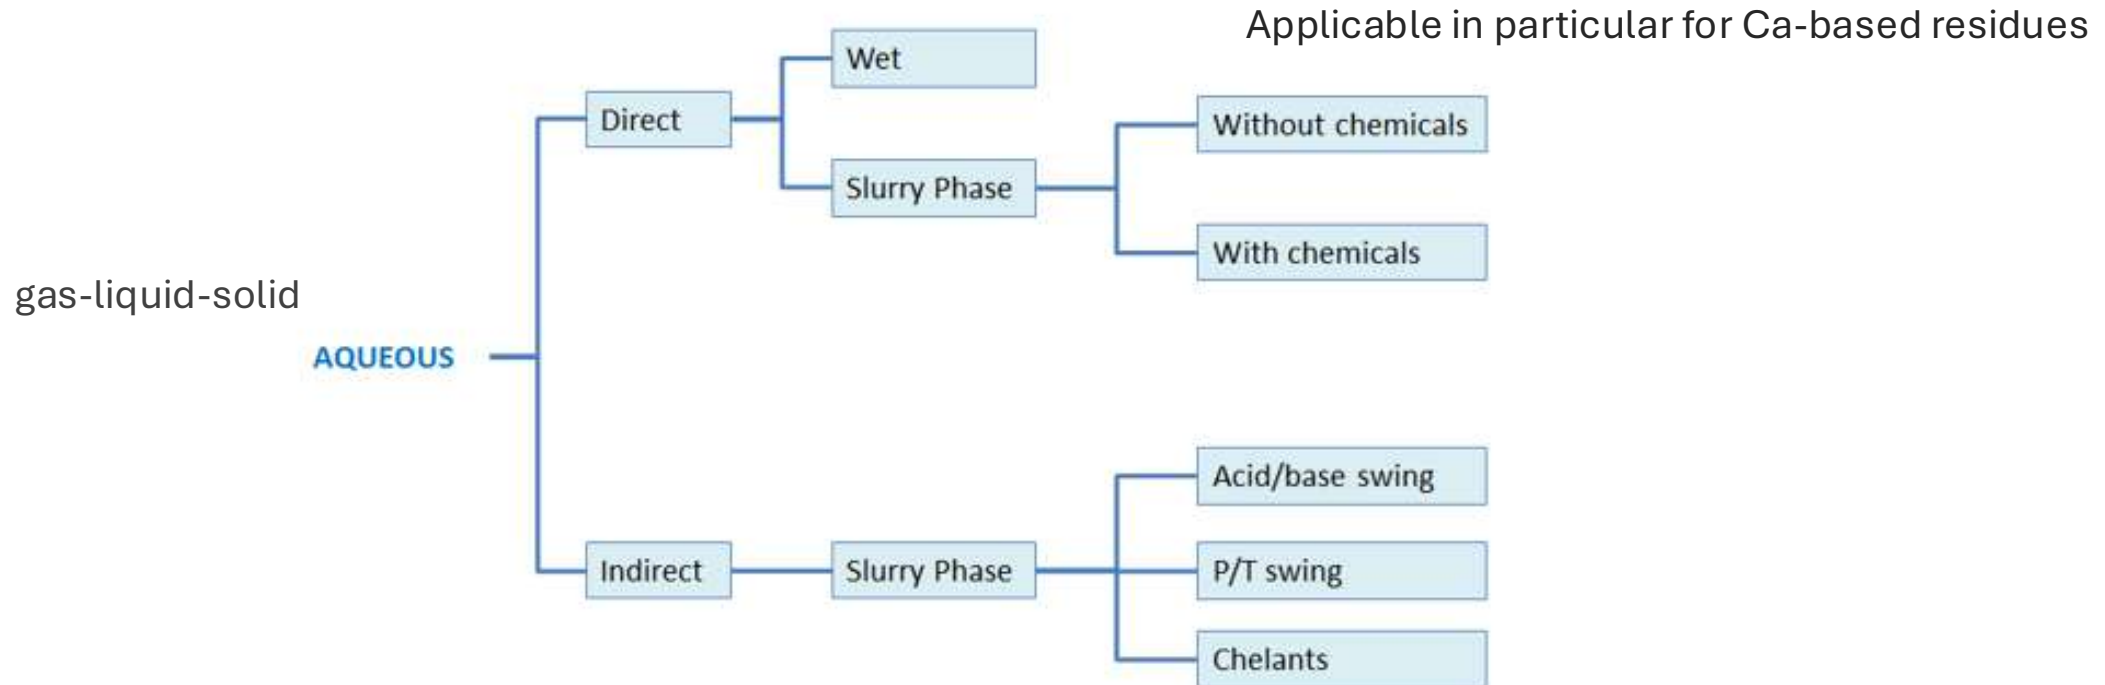 Applicable in particular for Ca-based residues
Wet
Direct
Without chemicals
Slurry Phase
With chemicals
gas-liquid-solid
AQUEOUS
Acid/base swing
Indirect
Slurry Phase
P/T swing
Chelants